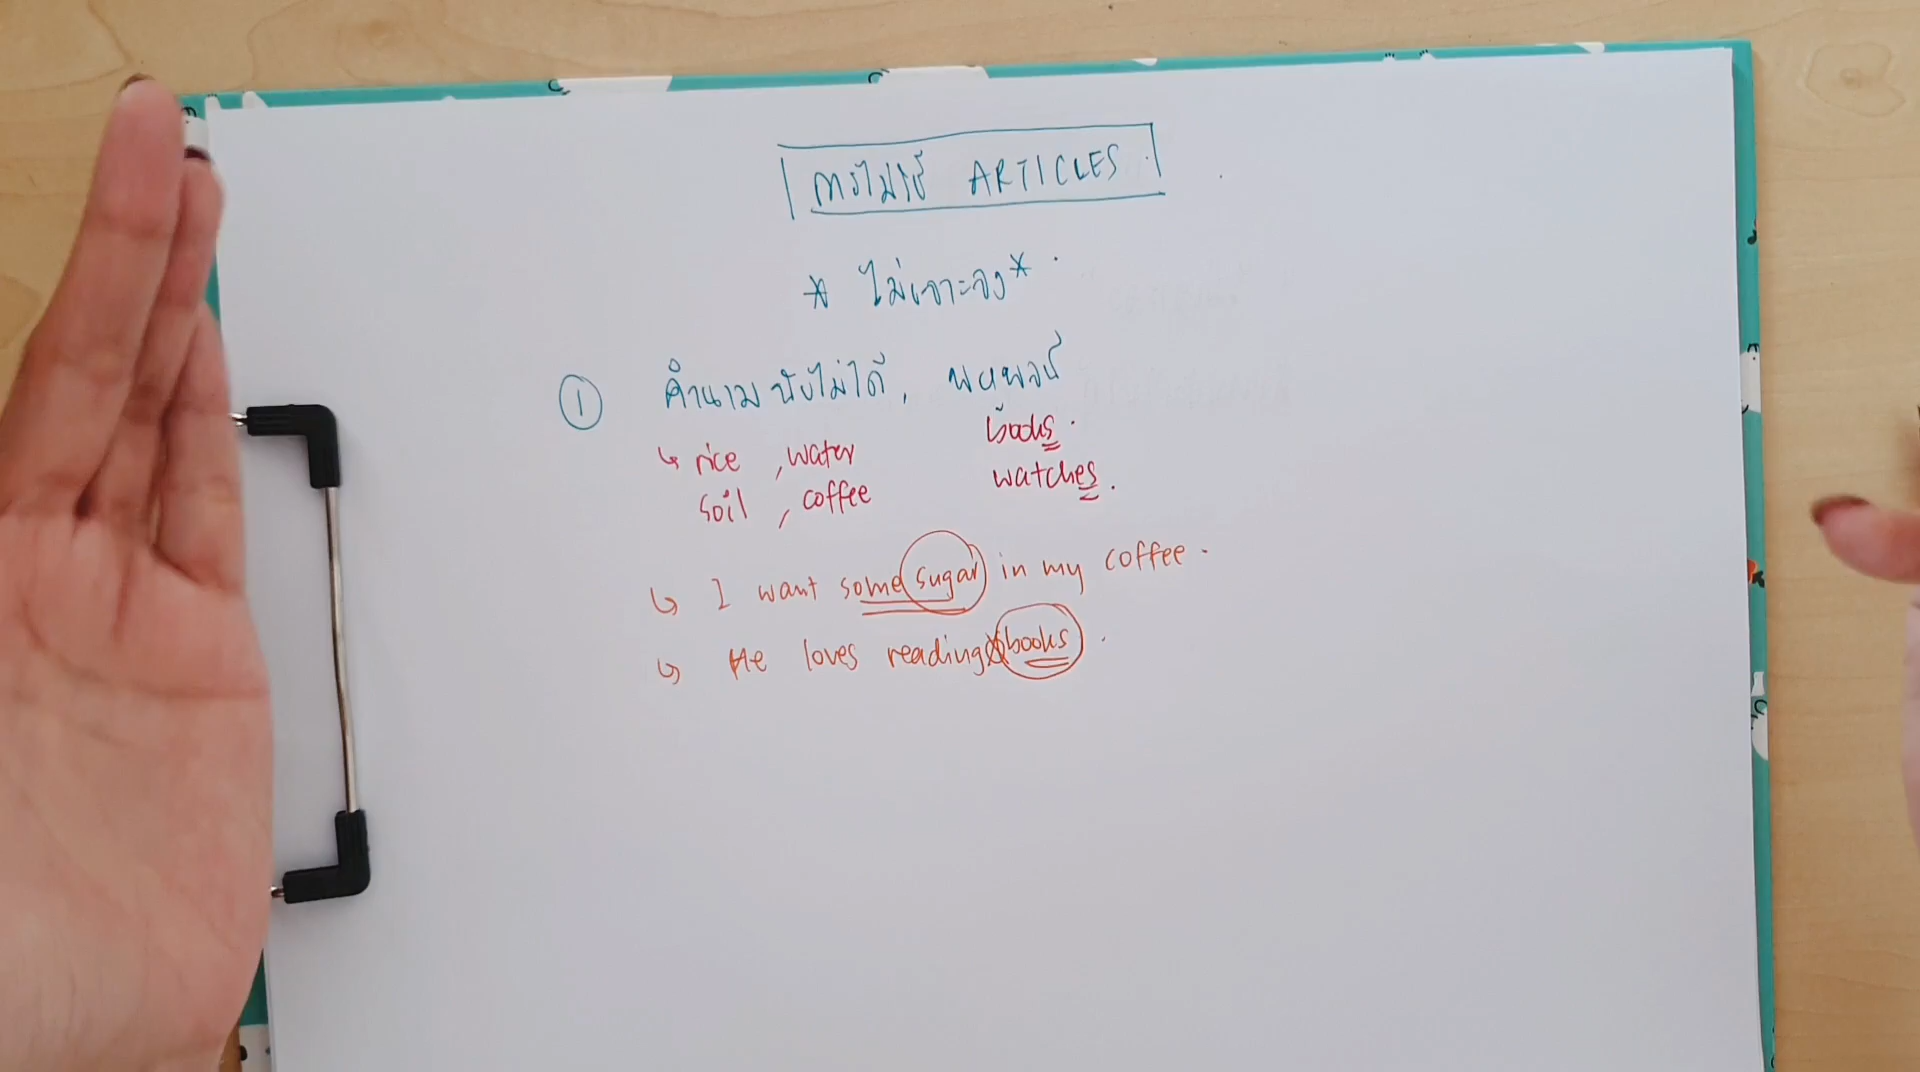 การไม่ใช้ ARTICLES
* ไม่เจาะจง *
① คำนามนับไม่ได้, พหูพจน์
↳ rice , water books.
soil , coffee watches.
↳ I want some sugar in my coffee.
↳ He loves reading books.